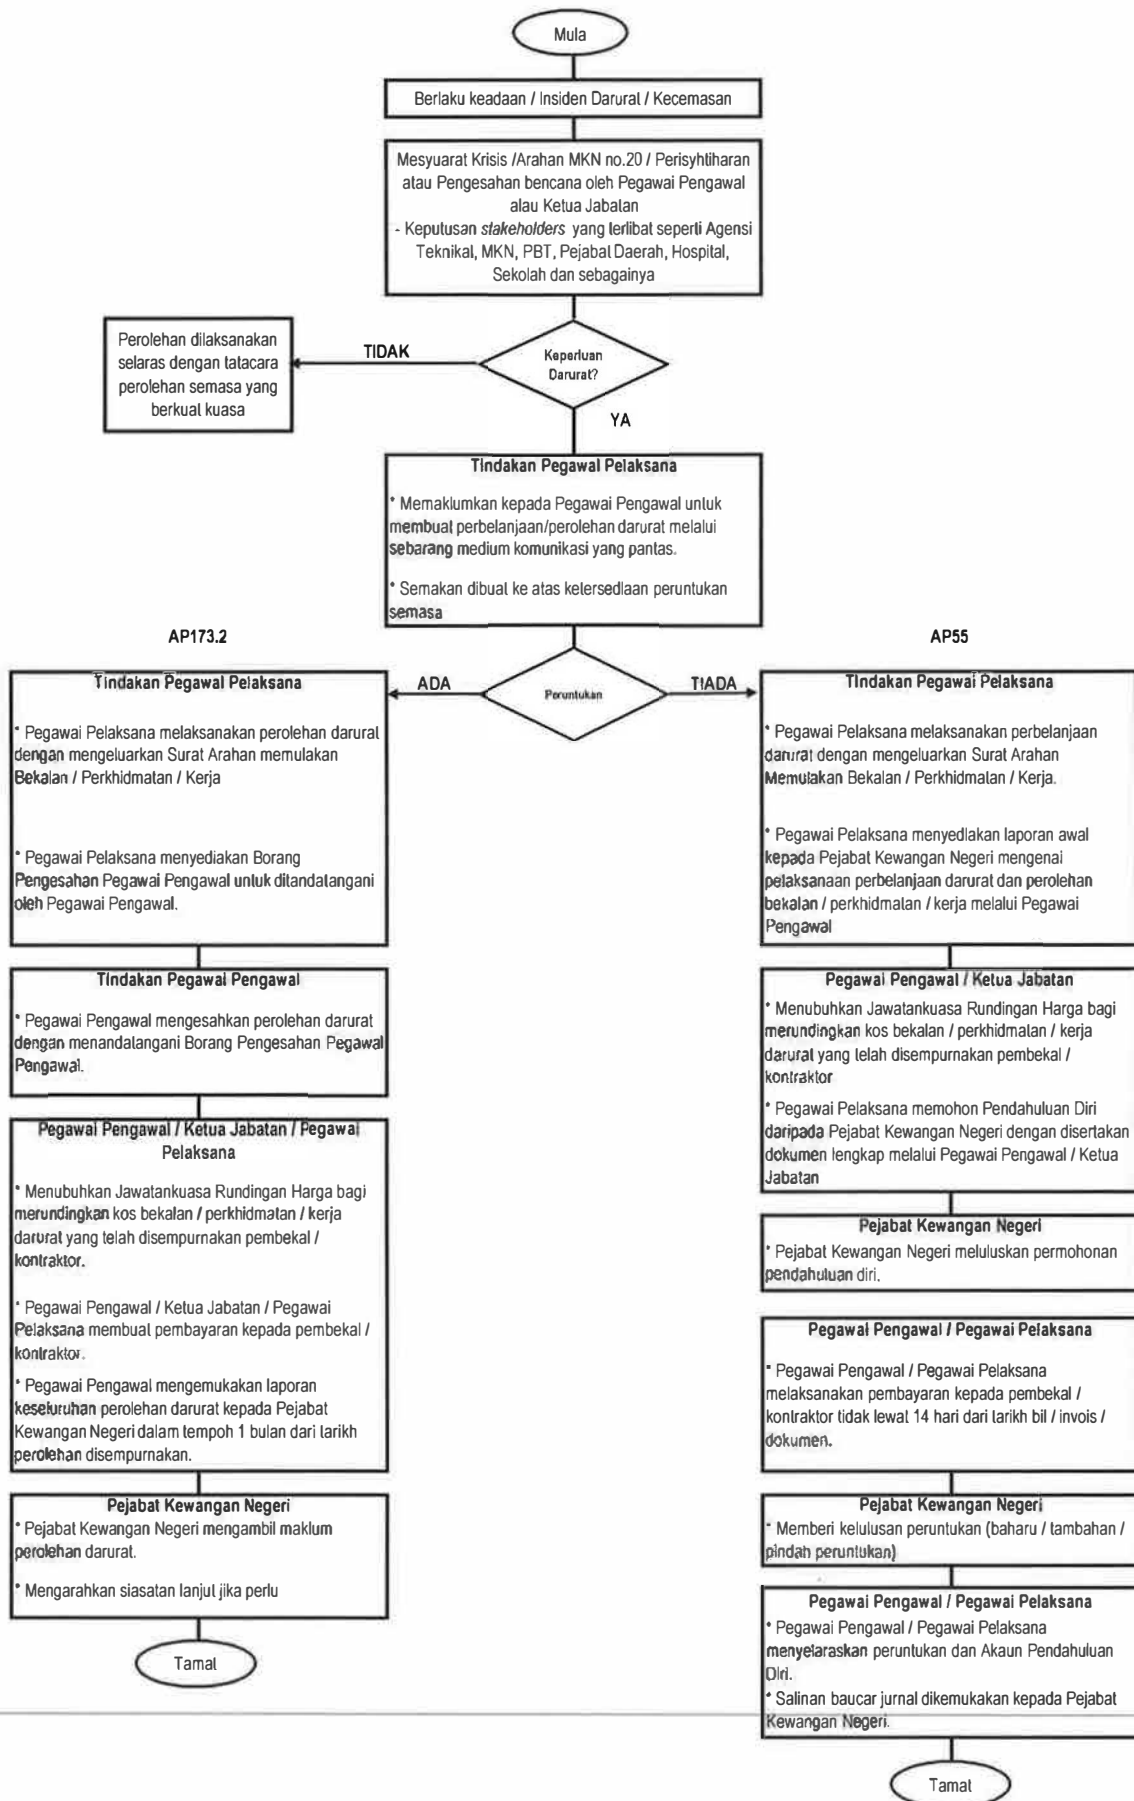 Mula
Berlaku keadaan / Insiden Darurat / Kecemasan
Mesyuarat Krisis /Arahan MKN no.20 / Perisyhtiharan
atau Pengesahan bencana oleh Pegawai Pengawal
alau Ketua Jabatan
- Keputusan stakeholders yang terlibat seperti Agensi
Teknikal, MKN, PBT, Pejabat Daerah, Hospital,
Sekolah dan sebagainya
Keperluan
Darurat?
TIDAK
Perolehan dilaksanakan
selaras dengan tatacara
perolehan semasa yang
berkual kuasa
YA
Tindakan Pegawai Pelaksana
* Memaklumkan kepada Pegawai Pengawal untuk
membuat perbelanjaan/perolehan darurat melalui
sebarang medium komunikasi yang pantas.
* Semakan dibuat ke atas ketersediaan peruntukan
semasa
Peruntukan
ADA
TIADA
AP173.2
Tindakan Pegawai Pelaksana
* Pegawai Pelaksana melaksanakan perolehan darurat
dengan mengeluarkan Surat Arahan memulakan
Bekalan / Perkhidmatan / Kerja
* Pegawai Pelaksana menyediakan Borang
Pengesahan Pegawai Pengawal untuk ditandatangani
oleh Pegawai Pengawal.
Tindakan Pegawai Pengawal
* Pegawai Pengawal mengesahkan perolehan darurat
dengan menandatangani Borang Pengesahan Pegawai
Pengawal.
Pegawai Pengawal / Ketua Jabatan / Pegawai
Pelaksana
* Menubuhkan Jawatankuasa Rundingan Harga bagi
merundingkan kos bekalan / perkhidmatan / kerja
darurat yang telah disempurnakan pembekal /
kontraktor.
* Pegawai Pengawal / Ketua Jabatan / Pegawai
Pelaksana membuat pembayaran kepada pembekal /
kontraktor.
* Pegawai Pengawal mengemukakan laporan
keseluruhan perolehan darurat kepada Pejabat
Kewangan Negeri dalam tempoh 1 bulan dari tarikh
perolehan disempurnakan.
Pejabat Kewangan Negeri
* Pejabat Kewangan Negeri mengambil maklum
perolehan darurat.
* Mengarahkan siasatan lanjut jika perlu
Tamat
AP55
Tindakan Pegawai Pelaksana
* Pegawai Pelaksana melaksanakan perbelanjaan
darurat dengan mengeluarkan Surat Arahan
Memulakan Bekalan / Perkhidmatan / Kerja.
* Pegawai Pelaksana menyediakan laporan awal
kepada Pejabat Kewangan Negeri mengenai
pelaksanaan perbelanjaan darurat dan perolehan
bekalan / perkhidmatan / kerja melalui Pegawai
Pengawal
Pegawai Pengawal / Ketua Jabatan
* Menubuhkan Jawatankuasa Rundingan Harga bagi
merundingkan kos bekalan / perkhidmatan / kerja
darurat yang telah disempurnakan pembekal /
kontraktor
* Pegawai Pelaksana memohon Pendahuluan Diri
daripada Pejabat Kewangan Negeri dengan disertakan
dokumen lengkap melalui Pegawai Pengawal / Ketua
Jabatan
Pejabat Kewangan Negeri
* Pejabat Kewangan Negeri meluluskan permohonan
pendahuluan diri.
Pegawai Pengawal / Pegawai Pelaksana
* Pegawai Pengawal / Pegawai Pelaksana
melaksanakan pembayaran kepada pembekal /
kontraktor tidak lewat 14 hari dari tarikh bil / invois /
dokumen.
Pejabat Kewangan Negeri
* Memberi kelulusan peruntukan (baharu / tambahan /
pindah peruntukan)
Pegawai Pengawal / Pegawai Pelaksana
* Pegawai Pengawal / Pegawai Pelaksana
menyelaraskan peruntukan dan Akaun Pendahuluan
Diri.
* Salinan baucar jurnal dikemukakan kepada Pejabat
Kewangan Negeri.
Tamat